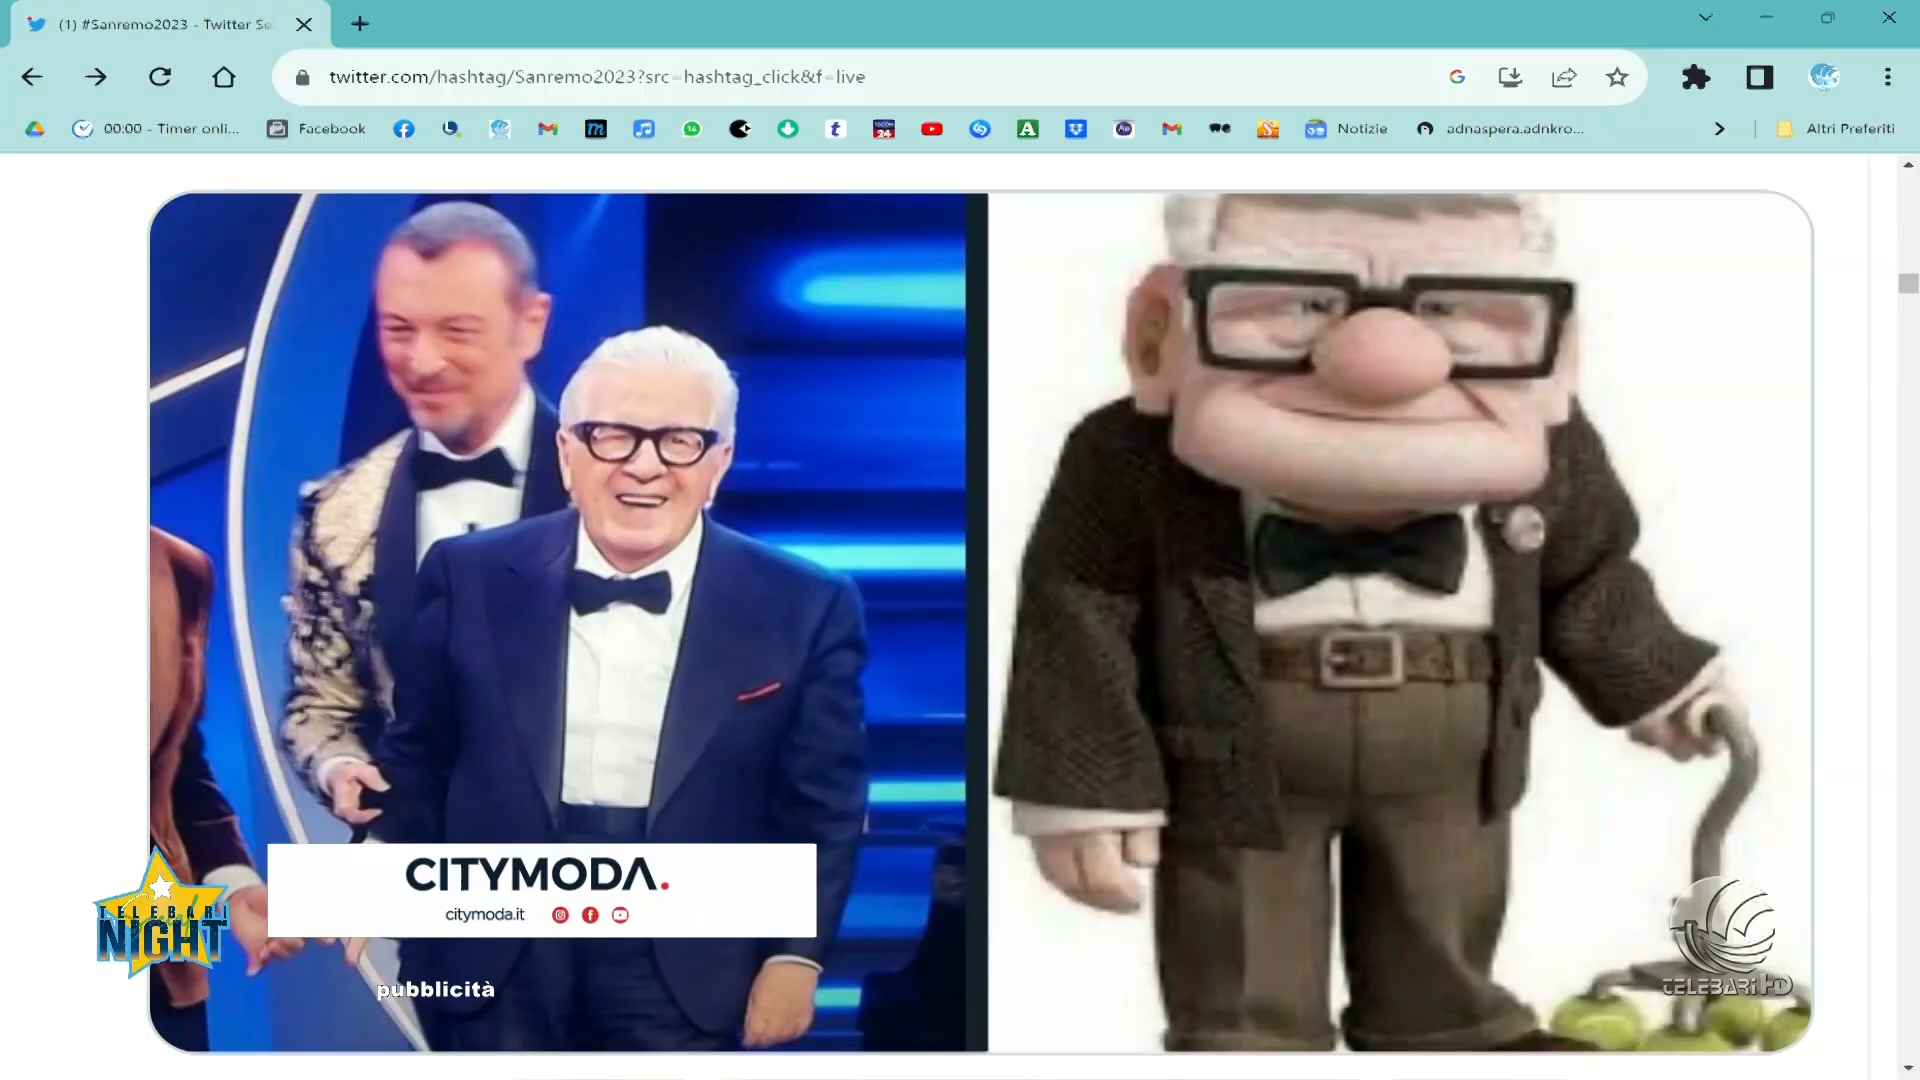 (1) #Sanremo2023 - Twitter Se
twitter.com/hashtag/Sanremo2023?src=hashtag_click&f=live
00:00 - Timer onli...
Facebook
Notizie
adnaspera.adnkro...
Altri Preferiti
CITYMODA.
citymoda.it
TELEBARI
NIGHT
pubblicità
TELEBARI HD